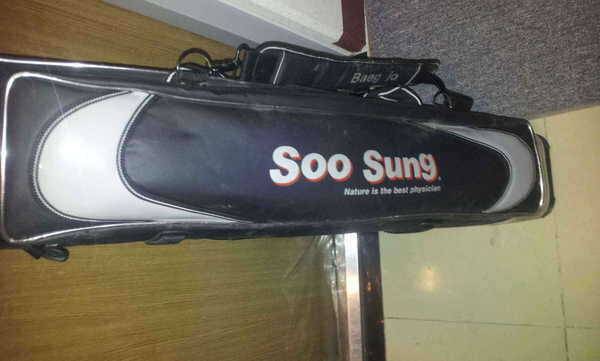 Soo Sung
Nature is the best physician